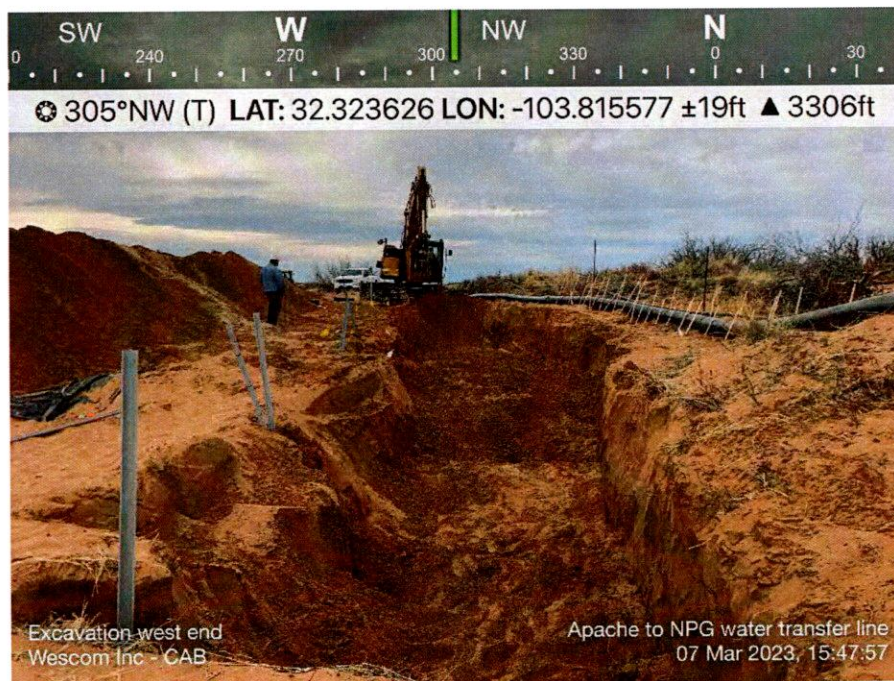 SW W NW N
0 240 270 300 330 0 30
305°NW (T) LAT: 32.323626 LON: -103.815577 ±19ft ▲ 3306ft
Excavation west end
Wescom Inc - CAB
Apache to NPG water transfer line
07 Mar 2023, 15:47:57